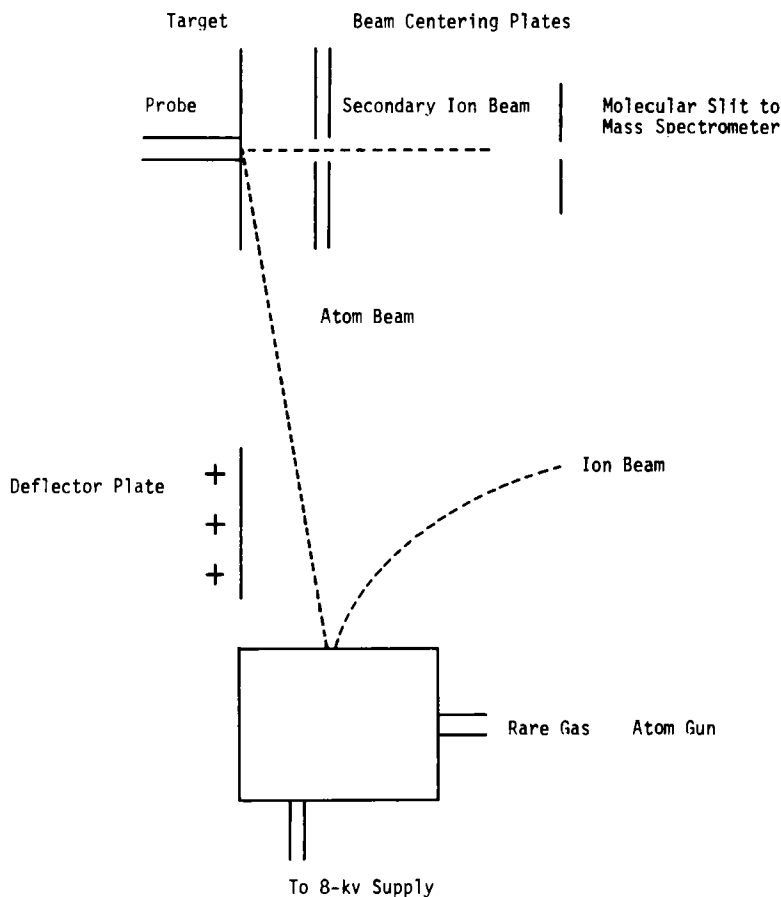 Target
Beam Centering Plates
Probe
Secondary Ion Beam
Molecular Slit to
Mass Spectrometer
Atom Beam
Ion Beam
Deflector Plate
+
+
+
Rare Gas
Atom Gun
To 8-kv Supply